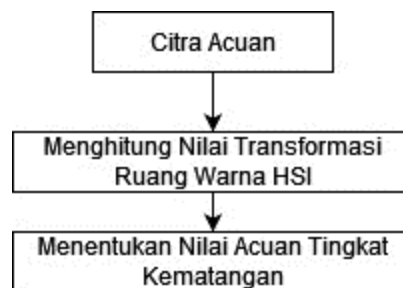 Citra Acuan
Menghitung Nilai Transformasi
Ruang Warna HSI
Menentukan Nilai Acuan Tingkat
Kematangan